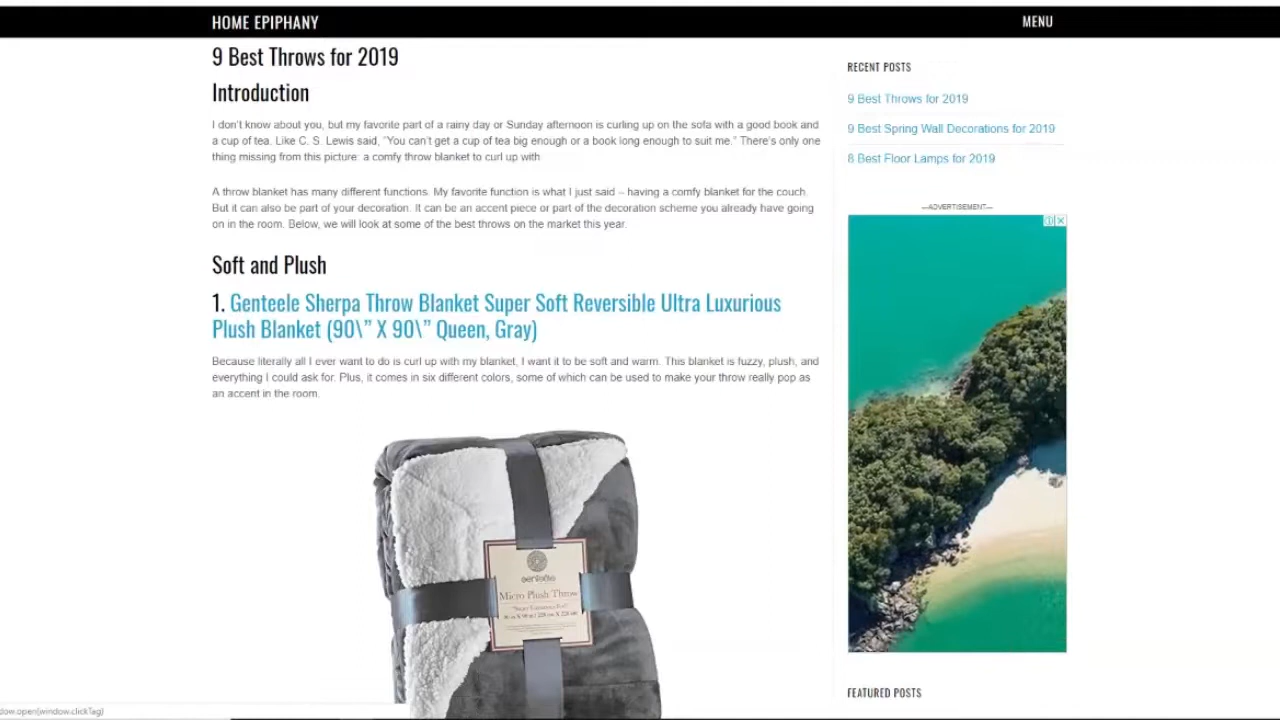 HOME EPIPHANY
MENU
9 Best Throws for 2019
Introduction
I don't know about you, but my favorite part of a rainy day or Sunday afternoon is curling up on the sofa with a good book and
a cup of tea. Like C. S. Lewis said, "You can't get a cup of tea big enough or a book long enough to suit me." There's only one
thing missing from this picture: a comfy throw blanket to curl up with.
A throw blanket has many different functions. My favorite function is what I just said – having a comfy blanket for the couch.
But it can also be part of your decoration. It can be an accent piece or part of the decoration scheme you already have going
on in the room. Below, we will look at some of the best throws on the market this year.
Soft and Plush
1. Genteele Sherpa Throw Blanket Super Soft Reversible Ultra Luxurious
Plush Blanket (90\” X 90\” Queen, Gray)
Because literally all I ever want to do is curl up with my blanket, I want it to be soft and warm. This blanket is fuzzy, plush, and
everything I could ask for. Plus, it comes in six different colors, some of which can be used to make your throw really pop as
an accent in the room.
Micro Plush Throw
RECENT POSTS
9 Best Throws for 2019
9 Best Spring Wall Decorations for 2019
8 Best Floor Lamps for 2019
—ADVERTISEMENT—
FEATURED POSTS
dow.open(window.clickTag)